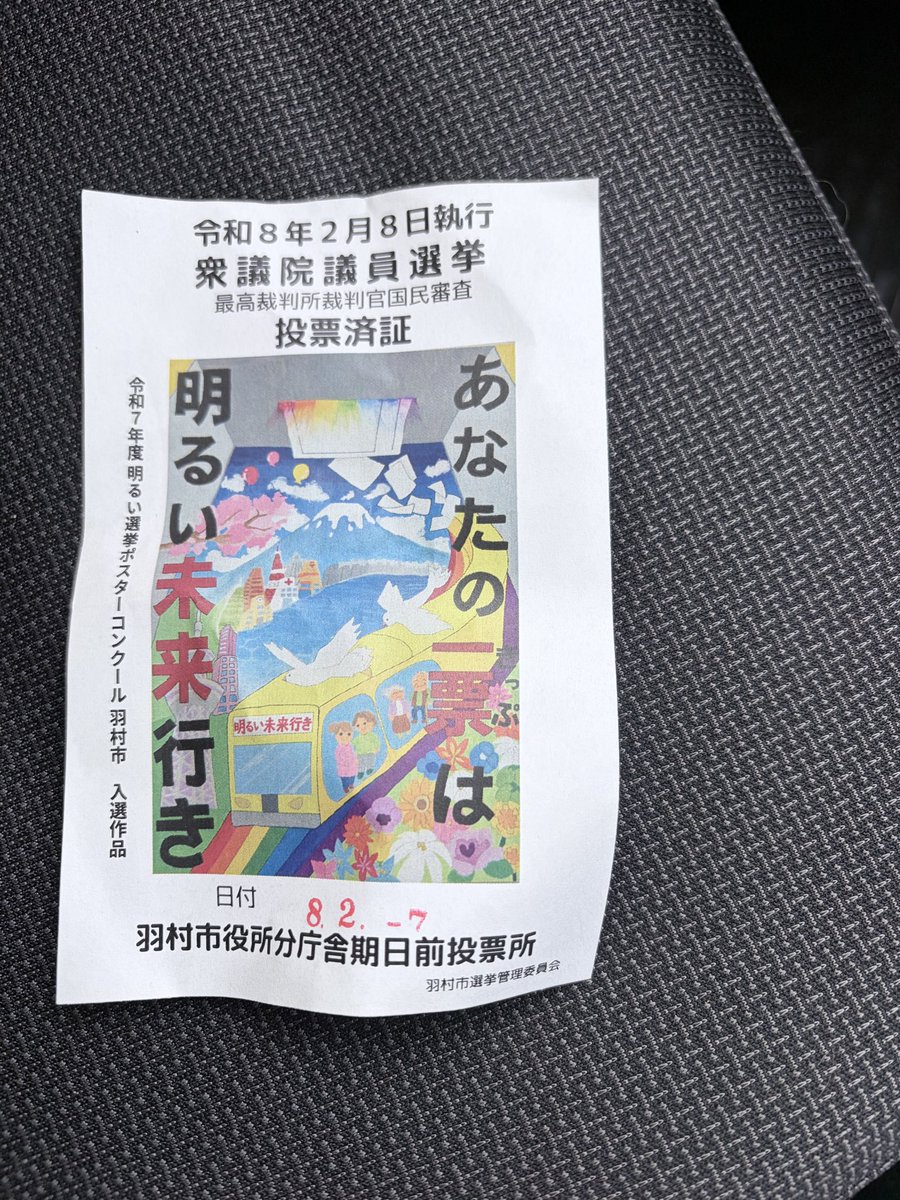 令和８年２月８日執行
衆議院議員選挙
最高裁判所裁判官国民審査
投票済証
あなたの一票は
きっぷ
明るい未来行き
明るい未来行き
令和７年度 明るい選挙ポスターコンクール 羽村市　入選作品
日付
8. 2. -7
羽村市役所分庁舎期日前投票所
羽村市選挙管理委員会